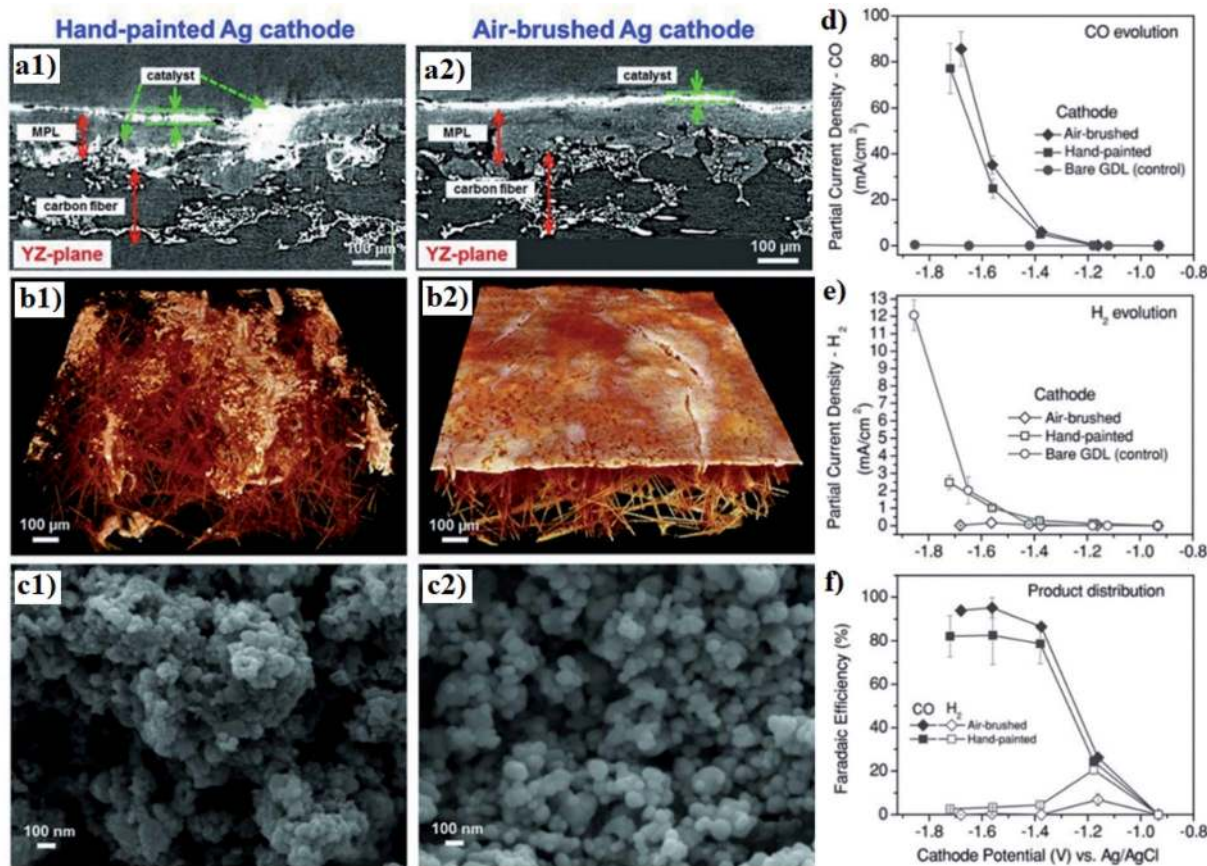 Hand-painted Ag cathode
Air-brushed Ag cathode
a1)
catalyst
MPL
carbon fiber
YZ-plane
100 µm
a2)
catalyst
MPL
carbon fiber
YZ-plane
100 µm
b1)
100 µm
b2)
100 µm
c1)
100 nm
c2)
100 nm
d)
CO evolution
Partial Current Density - CO
(mA/cm²)
100
80
60
40
20
0
Cathode
Air-brushed
Hand-painted
Bare GDL (control)
-1.8 -1.6 -1.4 -1.2 -1.0 -0.8
e)
H₂ evolution
Partial Current Density - H₂
(mA/cm²)
13
12
11
10
9
8
7
6
5
4
3
2
1
0
Cathode
Air-brushed
Hand-painted
Bare GDL (control)
-1.8 -1.6 -1.4 -1.2 -1.0 -0.8
f)
Product distribution
Faradaic Efficiency (%)
100
80
60
40
20
0
CO H₂
Air-brushed
Hand-painted
-1.8 -1.6 -1.4 -1.2 -1.0 -0.8
Cathode Potential (V) vs. Ag/AgCl